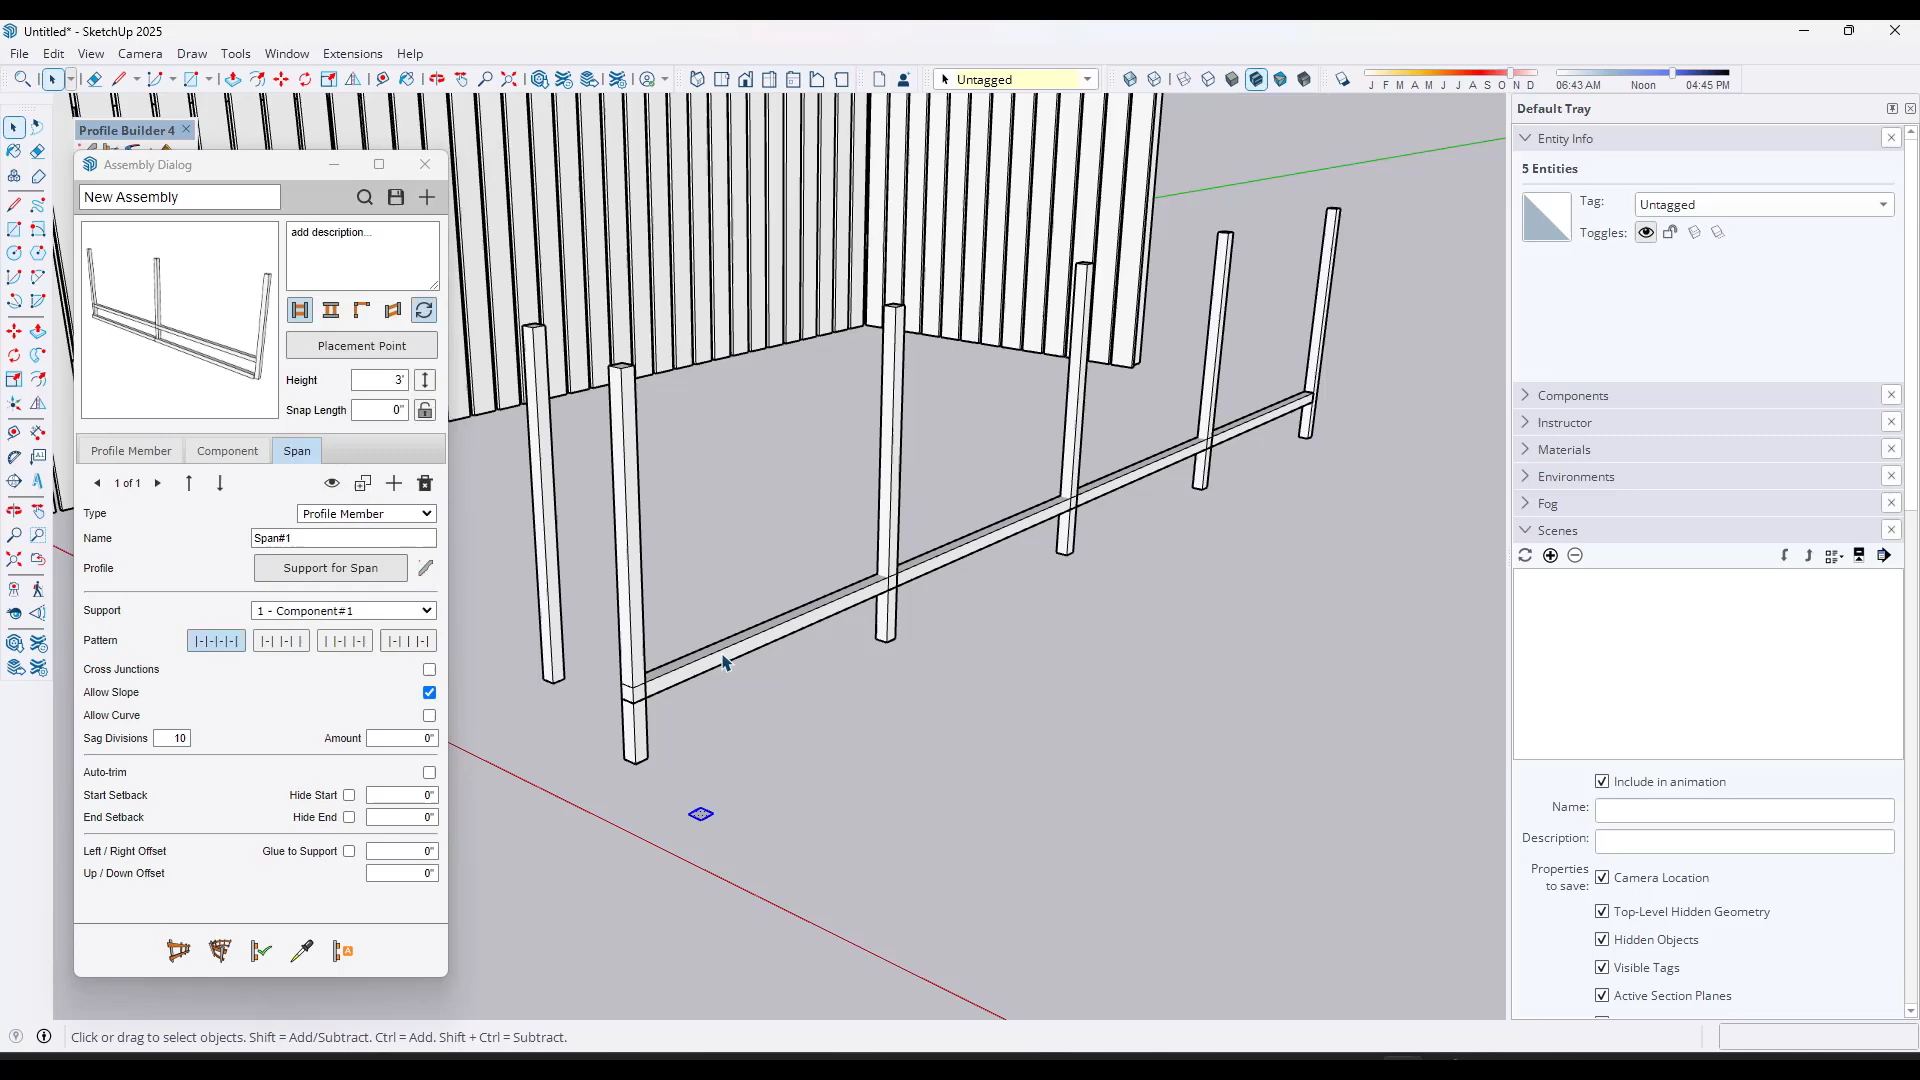 Untitled* - SketchUp 2025
File Edit View Camera Draw Tools Window Extensions Help
Untagged
J F M A M J J A S O N D
06:43 AM Noon 04:45 PM
Profile Builder 4
Assembly Dialog
New Assembly
add description...
Placement Point
Height 3'
Snap Length 0"
Profile Member Component Span
1 of 1
Type Profile Member
Name Span#1
Profile Support for Span
Support 1 - Component#1
Pattern
Cross Junctions
Allow Slope
Allow Curve
Sag Divisions 10 Amount 0"
Auto-trim
Start Setback Hide Start 0"
End Setback Hide End 0"
Left / Right Offset Glue to Support 0"
Up / Down Offset 0"
Default Tray
Entity Info
5 Entities
Tag: Untagged
Toggles:
Components
Instructor
Materials
Environments
Fog
Scenes
Include in animation
Name:
Description:
Properties to save:
Camera Location
Top-Level Hidden Geometry
Hidden Objects
Visible Tags
Active Section Planes
Click or drag to select objects. Shift = Add/Subtract. Ctrl = Add. Shift + Ctrl = Subtract.